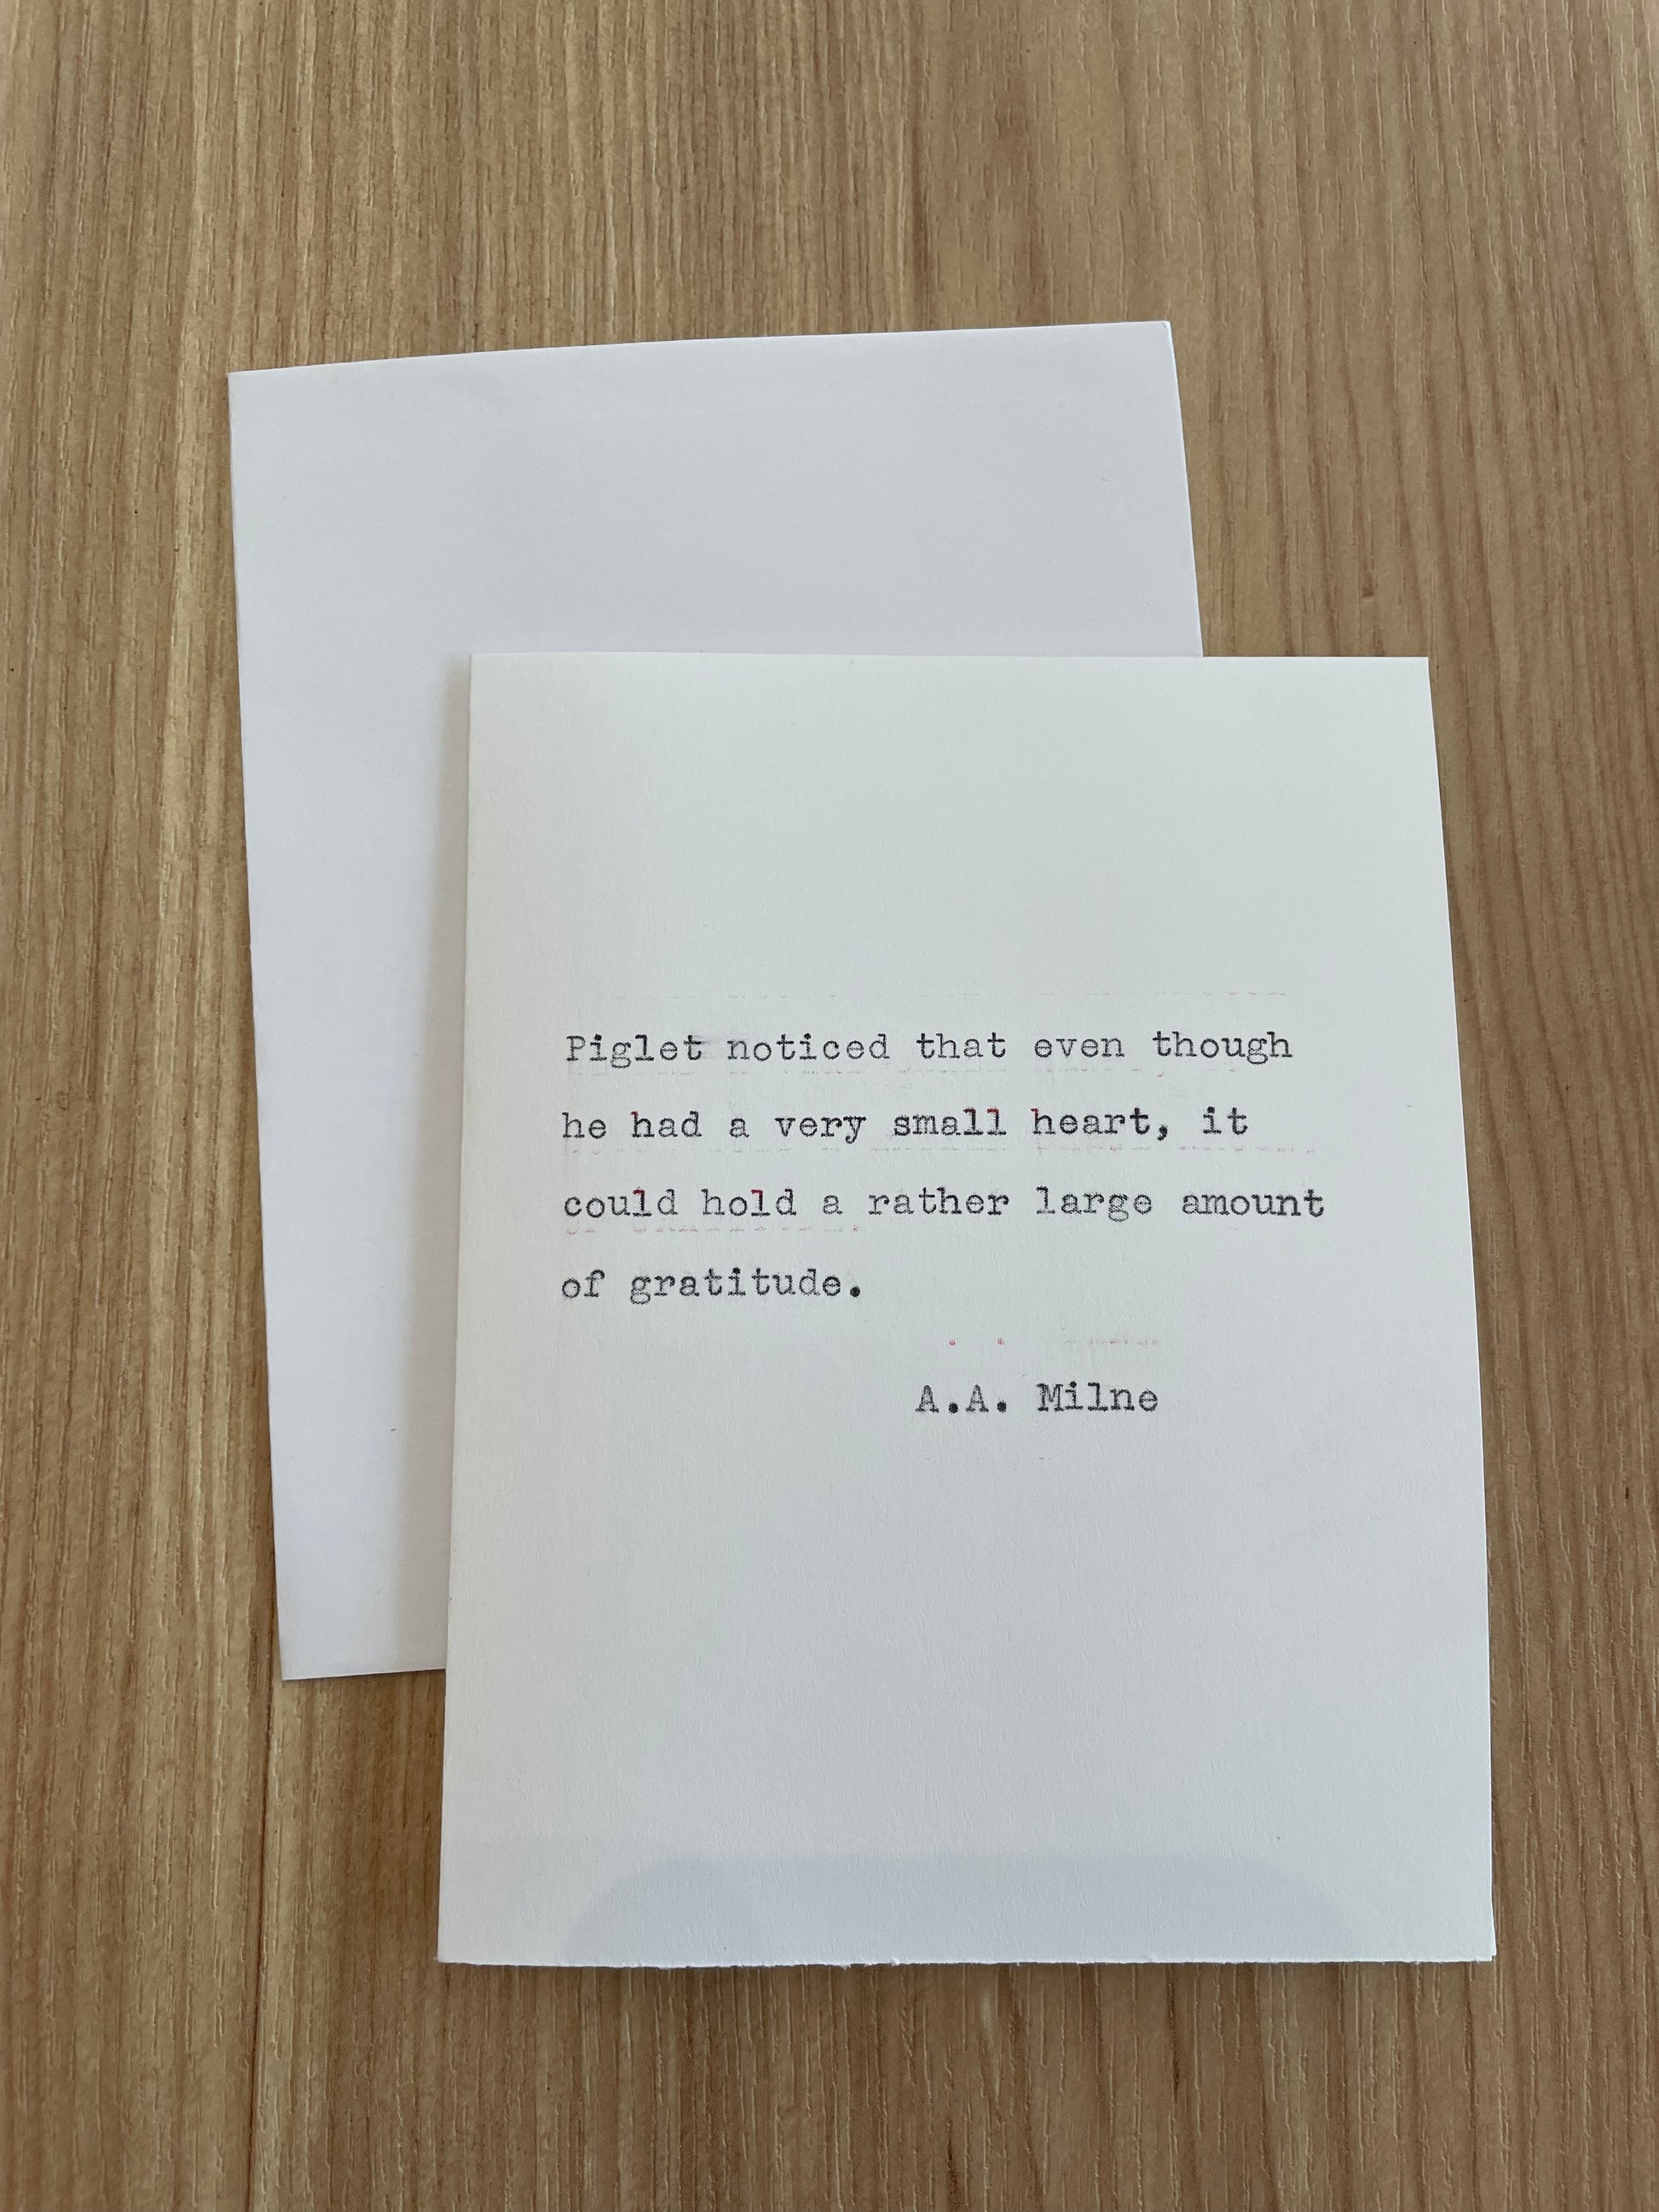 Piglet noticed that even though
he had a very small heart, it
could hold a rather large amount
of gratitude.
A.A. Milne